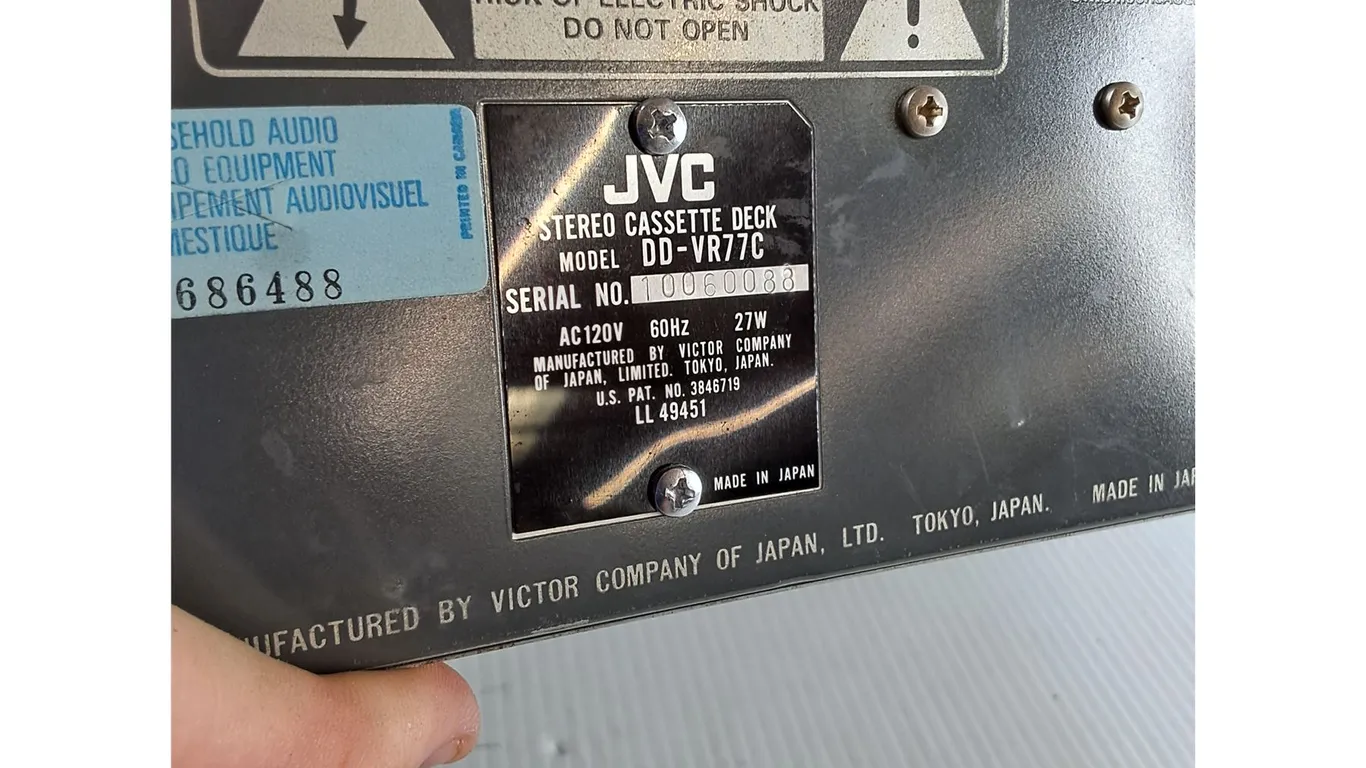 RISK OF ELECTRIC SHOCK
DO NOT OPEN
SEHOLD AUDIO
EQUIPMENT
IPEMENT AUDIOVISUEL
MESTIQUE
686488
PRINTED IN CANADA
JVC
STEREO CASSETTE DECK
MODEL DD-VR77C
SERIAL NO. 10060088
AC120V 60Hz 27W
MANUFACTURED BY VICTOR COMPANY
OF JAPAN, LIMITED. TOKYO, JAPAN.
U.S. PAT. NO. 3846719
LL 49451
MADE IN JAPAN
UFACTURED BY VICTOR COMPANY OF JAPAN, LTD. TOKYO, JAPAN. MADE IN JAP